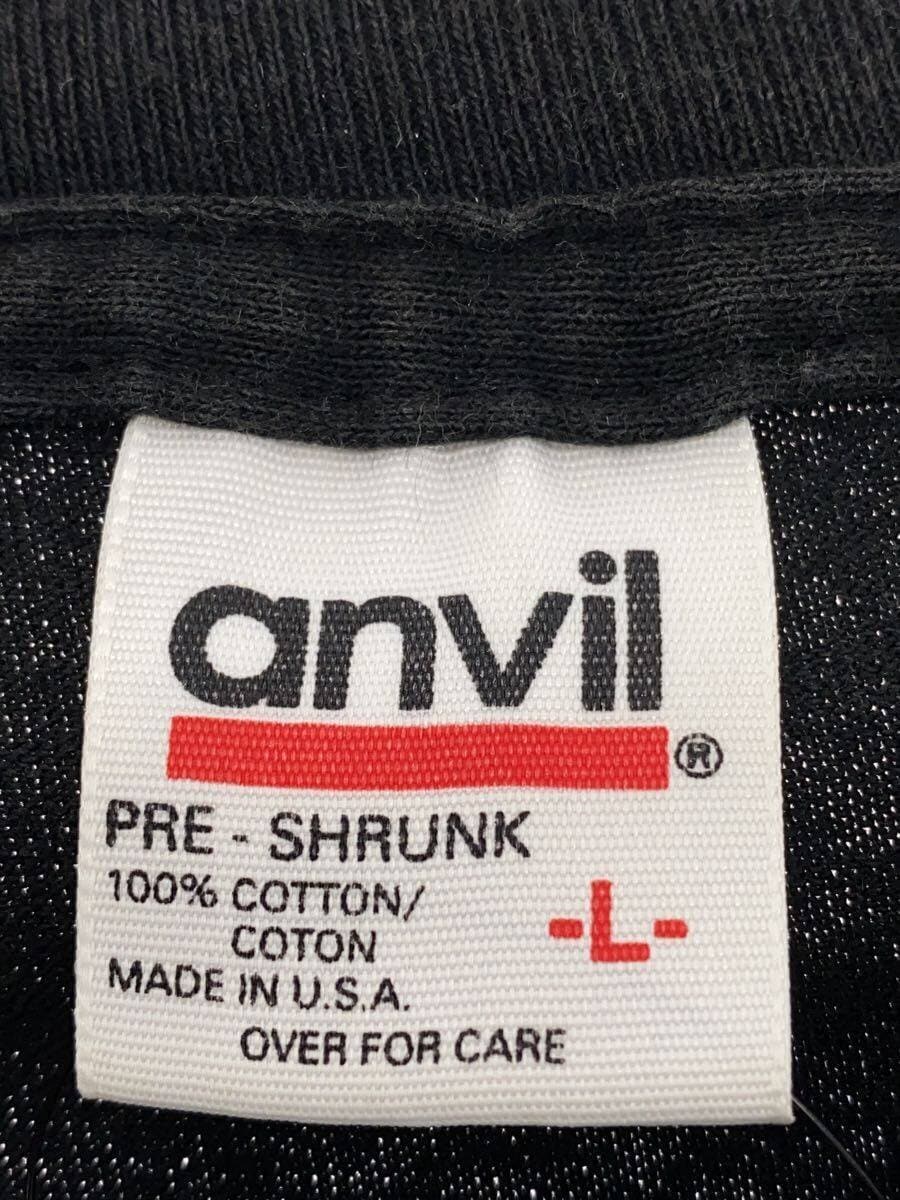 anvil®
PRE - SHRUNK
100% COTTON/
COTON
-L-
MADE IN U.S.A.
OVER FOR CARE